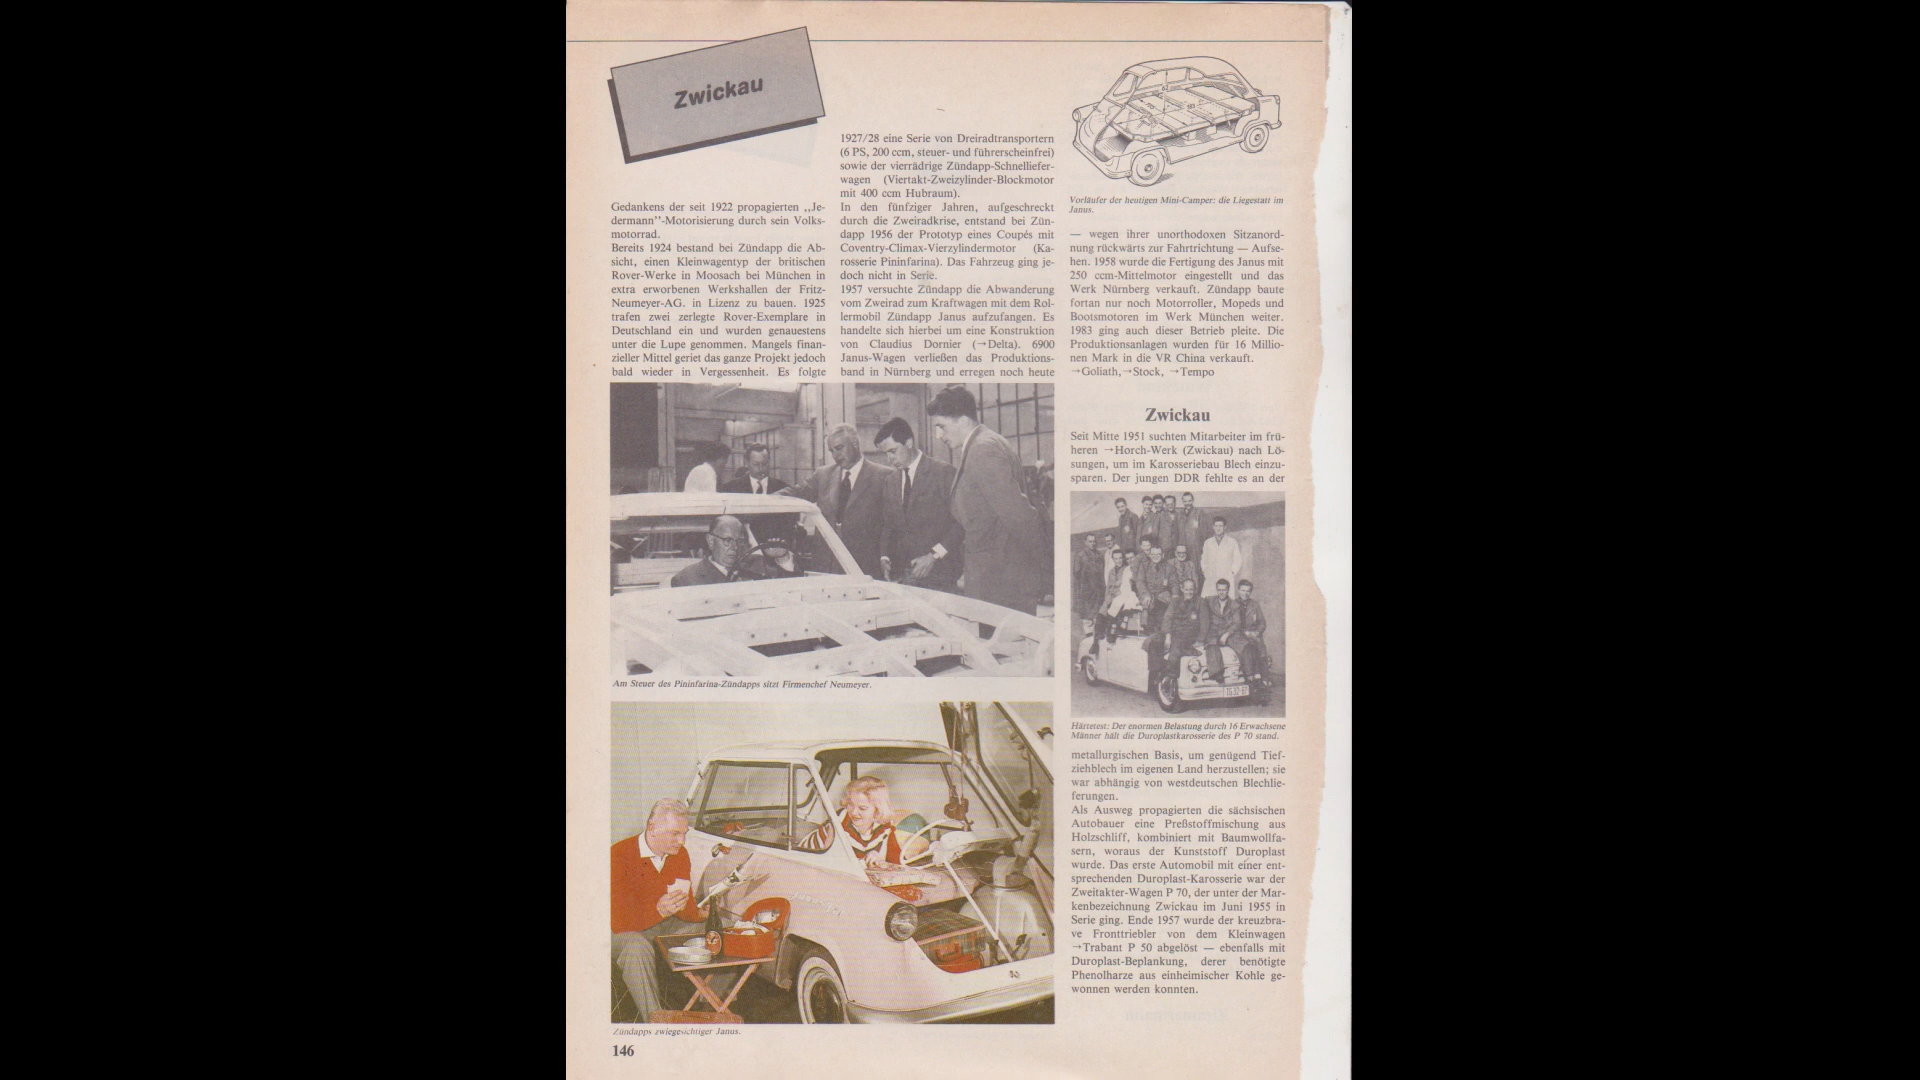 Zwickau
Gedankens der seit 1922 propagierten ,,Je-
dermann''-Motorisierung durch sein Volks-
motorrad.
Bereits 1924 bestand bei Zündapp die Ab-
sicht, einen Kleinwagentyp der britischen
Rover-Werke in Moosach bei München in
extra erworbenen Werkshallen der Fritz-
Neumeyer-AG. in Lizenz zu bauen. 1925
trafen zwei zerlegte Rover-Exemplare in
Deutschland ein und wurden genauestens
unter die Lupe genommen. Mangels finan-
zieller Mittel geriet das ganze Projekt jedoch
bald wieder in Vergessenheit. Es folgte
1927/28 eine Serie von Dreiradtransportern
(6 PS, 200 ccm, steuer- und führerscheinfrei)
sowie der vierrädrige Zündapp-Schnelliefer-
wagen (Viertakt-Zweizylinder-Blockmotor
mit 400 ccm Hubraum).
In den fünfziger Jahren, aufgeschreckt
durch die Zweiradkrise, entstand bei Zün-
dapp 1956 der Prototyp eines Coupés mit
Coventry-Climax-Vierzylindermotor (Ka-
rosserie Pininfarina). Das Fahrzeug ging je-
doch nicht in Serie.
1957 versuchte Zündapp die Abwanderung
vom Zweirad zum Kraftwagen mit dem Rol-
lermobil Zündapp Janus aufzufangen. Es
handelte sich hierbei um eine Konstruktion
von Claudius Dornier (→Delta). 6900
Janus-Wagen verließen das Produktions-
band in Nürnberg und erregen noch heute
Vorläufer der heutigen Mini-Camper: die Liegestatt im
Janus.
— wegen ihrer unorthodoxen Sitzanord-
nung rückwärts zur Fahrtrichtung — Aufse-
hen. 1958 wurde die Fertigung des Janus mit
250 ccm-Mittelmotor eingestellt und das
Werk Nürnberg verkauft. Zündapp baute
fortan nur noch Motorroller, Mopeds und
Bootsmotoren im Werk München weiter.
1983 ging auch dieser Betrieb pleite. Die
Produktionsanlagen wurden für 16 Millio-
nen Mark in die VR China verkauft.
→Goliath,→Stock, →Tempo
Zwickau
Seit Mitte 1951 suchten Mitarbeiter im frü-
heren →Horch-Werk (Zwickau) nach Lö-
sungen, um im Karosseriebau Blech einzu-
sparen. Der jungen DDR fehlte es an der
Härtetest: Der enormen Belastung durch 16 Erwachsene
Männer hält die Duroplastkarosserie des P 70 stand.
metallurgischen Basis, um genügend Tief-
ziehblech im eigenen Land herzustellen; sie
war abhängig von westdeutschen Blechlie-
ferungen.
Als Ausweg propagierten die sächsischen
Autobauer eine Preßstoffmischung aus
Holzschliff, kombiniert mit Baumwollfa-
sern, woraus der Kunststoff Duroplast
wurde. Das erste Automobil mit einer ent-
sprechenden Duroplast-Karosserie war der
Zweitakter-Wagen P 70, der unter der Mar-
kenbezeichnung Zwickau im Juni 1955 in
Serie ging. Ende 1957 wurde der kreuzbra-
ve Fronttriebler von dem Kleinwagen
→Trabant P 50 abgelöst — ebenfalls mit
Duroplast-Beplankung, derer benötigte
Phenolharze aus einheimischer Kohle ge-
wonnen werden konnten.
Am Steuer des Pininfarina-Zündapps sitzt Firmenchef Neumeyer.
Zündapps zwiegesichtiger Janus.
146